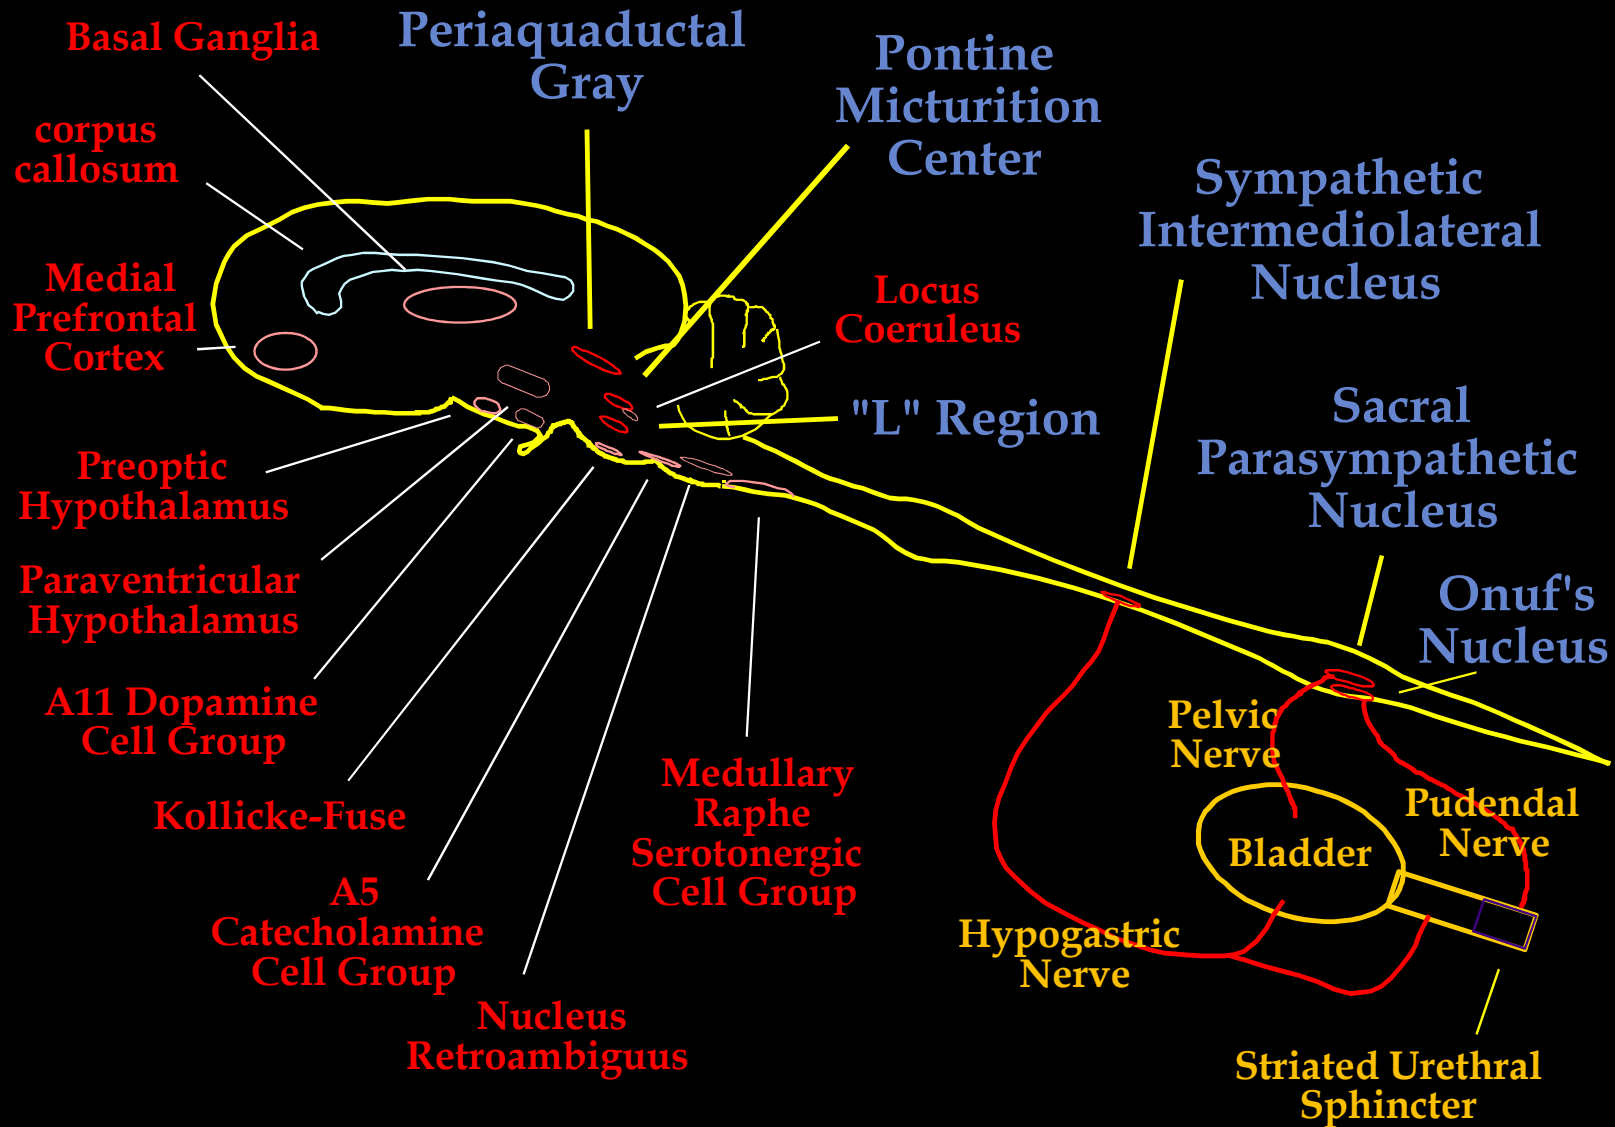 Basal Ganglia
Periaquaductal
Gray
Pontine
Micturition
Center
corpus
callosum
Sympathetic
Intermediolateral
Nucleus
Medial
Prefrontal
Cortex
Locus
Coeruleus
"L" Region
Sacral
Parasympathetic
Nucleus
Preoptic
Hypothalamus
Onuf's
Nucleus
Paraventricular
Hypothalamus
A11 Dopamine
Cell Group
Pelvic
Nerve
Kollicke-Fuse
Medullary
Raphe
Serotonergic
Cell Group
Pudendal
Nerve
Bladder
A5
Catecholamine
Cell Group
Hypogastric
Nerve
Nucleus
Retroambiguus
Striated Urethral
Sphincter